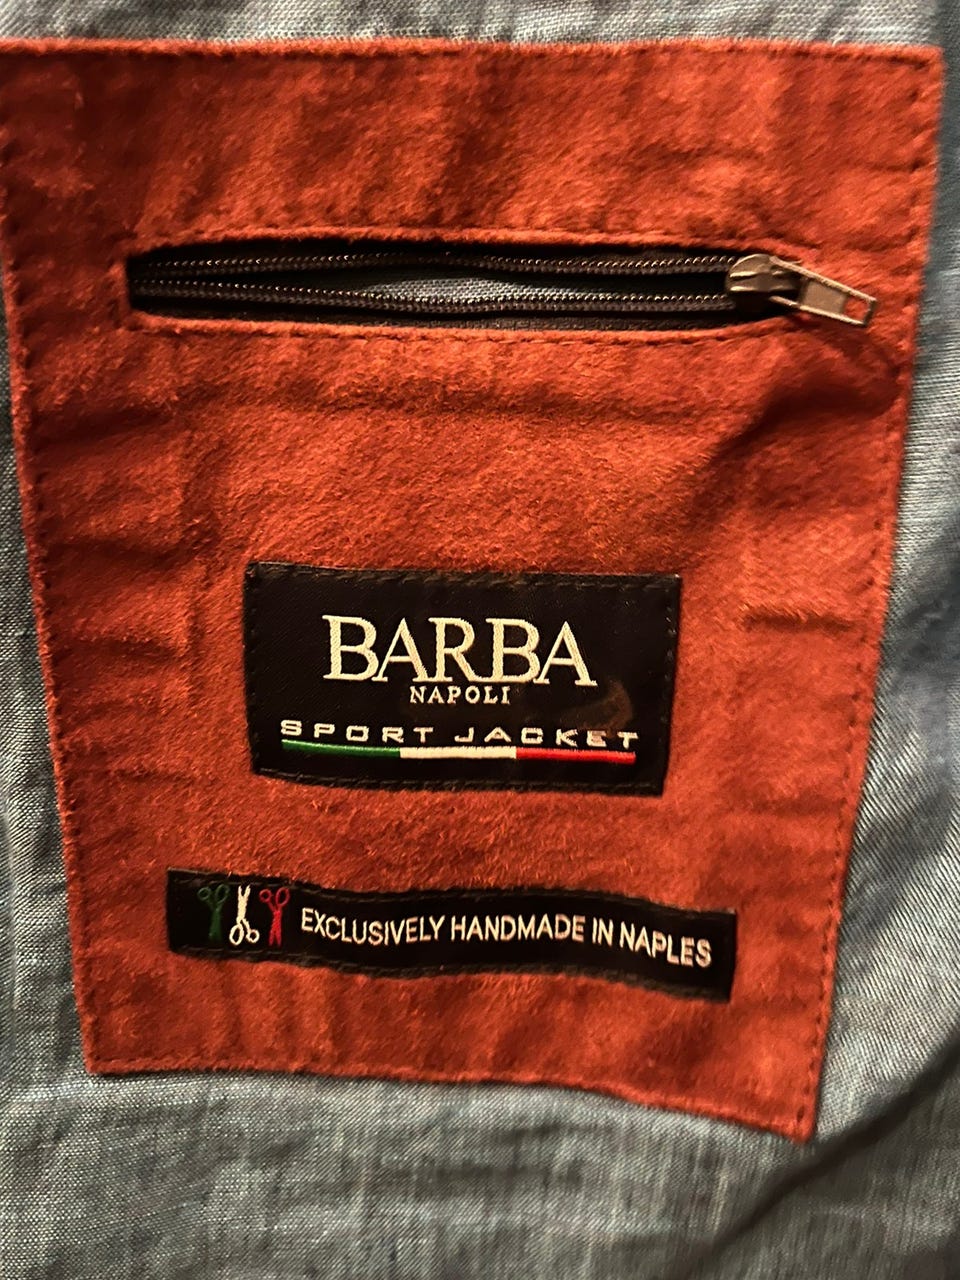 BARBA
NAPOLI
SPORT JACKET
EXCLUSIVELY HANDMADE IN NAPLES